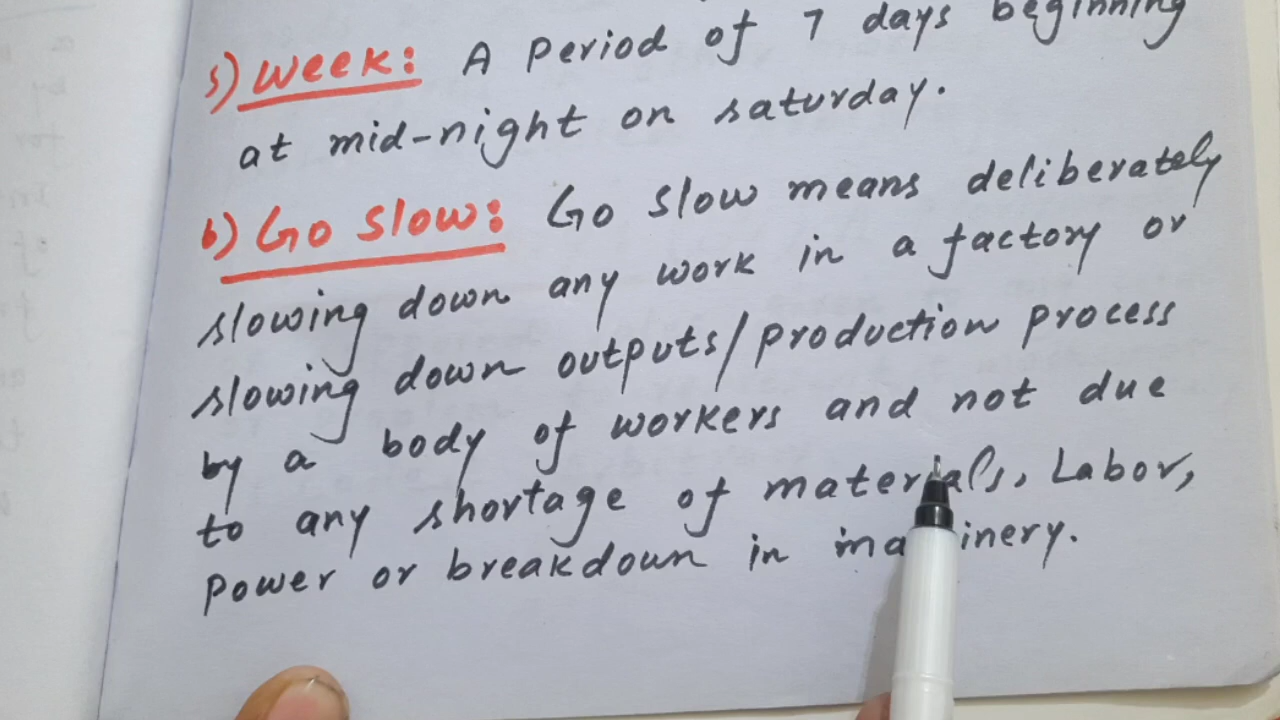 5) Week: A Period of 7 days beginning
at mid-night on saturday.
6) Go slow: Go slow means deliberately
slowing down any work in a factory or
slowing down outputs/production process
by a body of workers and not due
to any shortage of materials, Labor,
Power or breakdown in machinery.